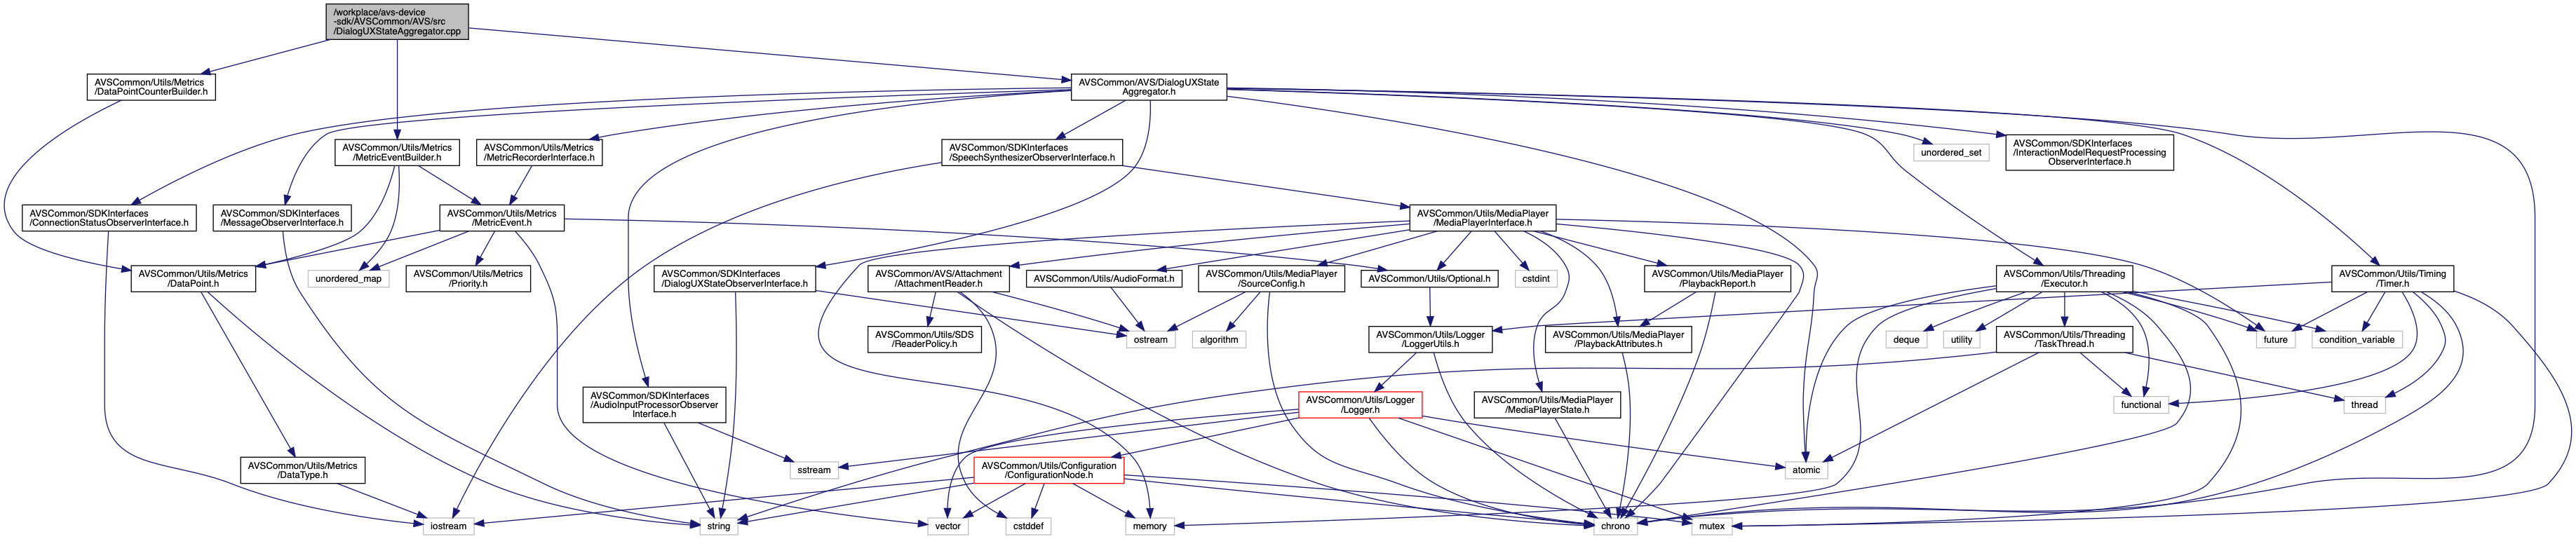 /workplace/avs-device
-sdk/AVSCommon/AVS/src
/DialogUXStateAggregator.cpp
AVSCommon/Utils/Metrics
/DataPointCounterBuilder.h
AVSCommon/AVS/DialogUXState
Aggregator.h
AVSCommon/Utils/Metrics
/MetricEventBuilder.h
AVSCommon/Utils/Metrics
/MetricRecorderInterface.h
AVSCommon/SDKInterfaces
/SpeechSynthesizerObserverInterface.h
unordered_set
AVSCommon/SDKInterfaces
/InteractionModelRequestProcessing
ObserverInterface.h
AVSCommon/SDKInterfaces
/ConnectionStatusObserverInterface.h
AVSCommon/SDKInterfaces
/MessageObserverInterface.h
AVSCommon/Utils/Metrics
/MetricEvent.h
AVSCommon/Utils/MediaPlayer
/MediaPlayerInterface.h
AVSCommon/Utils/Metrics
/DataPoint.h
unordered_map
AVSCommon/Utils/Metrics
/Priority.h
AVSCommon/SDKInterfaces
/DialogUXStateObserverInterface.h
AVSCommon/AVS/Attachment
/AttachmentReader.h
AVSCommon/Utils/AudioFormat.h
AVSCommon/Utils/MediaPlayer
/SourceConfig.h
AVSCommon/Utils/Optional.h
cstdint
AVSCommon/Utils/MediaPlayer
/PlaybackReport.h
AVSCommon/Utils/Threading
/Executor.h
AVSCommon/Utils/Timing
/Timer.h
AVSCommon/Utils/SDS
/ReaderPolicy.h
ostream
algorithm
AVSCommon/Utils/Logger
/LoggerUtils.h
AVSCommon/Utils/MediaPlayer
/PlaybackAttributes.h
deque
utility
AVSCommon/Utils/Threading
/TaskThread.h
future
condition_variable
AVSCommon/SDKInterfaces
/AudioInputProcessorObserver
Interface.h
AVSCommon/Utils/Logger
/Logger.h
AVSCommon/Utils/MediaPlayer
/MediaPlayerState.h
functional
thread
AVSCommon/Utils/Metrics
/DataType.h
sstream
AVSCommon/Utils/Configuration
/ConfigurationNode.h
atomic
iostream
string
vector
cstddef
memory
chrono
mutex